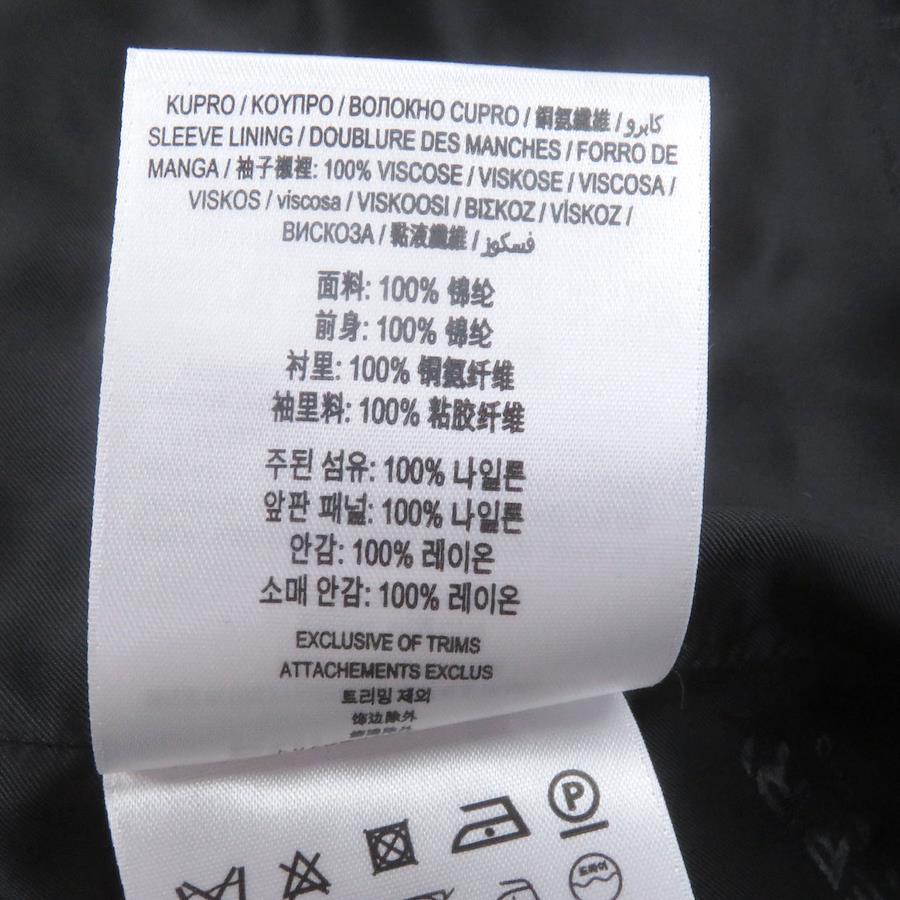 KUPRO / ΚΟΥΠΡΟ / ВОЛОКНО CUPRO / 銅氨纖維 / كابرو
SLEEVE LINING / DOUBLURE DES MANCHES / FORRO DE
MANGA / 袖子襯裡: 100% VISCOSE / VISKOSE / VISCOSA /
VISKOS / viscosa / VISKOOSI / ΒΙΣΚΟΖ / VİSKOZ /
ВИСКОЗА / 黏液纖維 / فسكوز
面料: 100% 锦纶
前身: 100% 锦纶
衬里: 100% 铜氨纤维
袖里料: 100% 粘胶纤维
주된 섬유: 100% 나일론
앞판 패널: 100% 나일론
안감: 100% 레이온
소매 안감: 100% 레이온
EXCLUSIVE OF TRIMS
ATTACHEMENTS EXCLUS
트리밍 제외
饰边除外
P
드라이